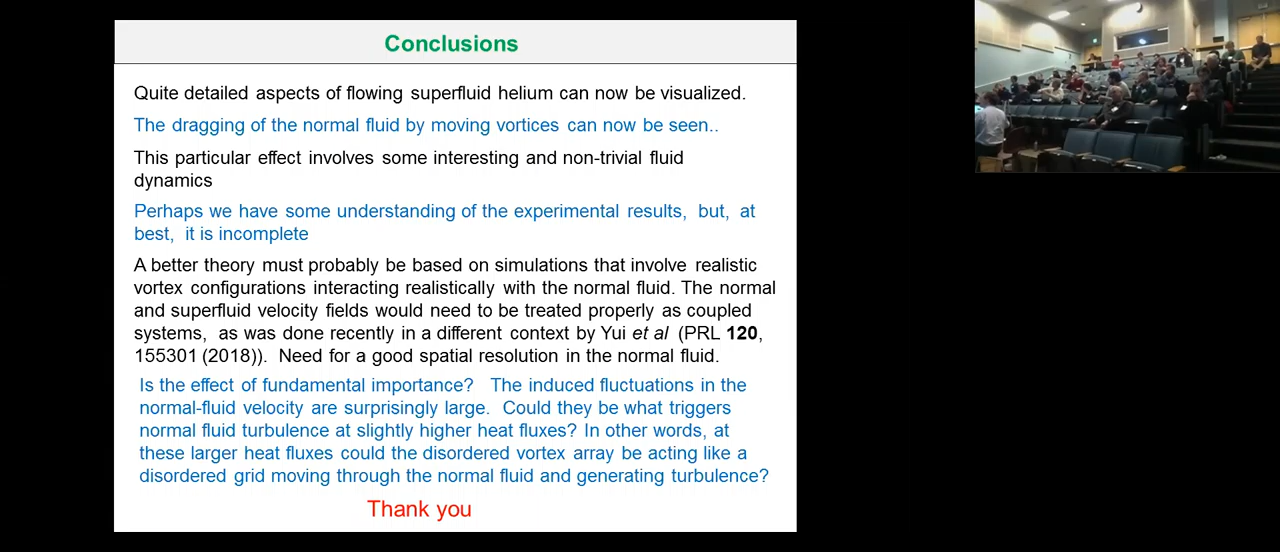 Conclusions
Quite detailed aspects of flowing superfluid helium can now be visualized.
The dragging of the normal fluid by moving vortices can now be seen..
This particular effect involves some interesting and non-trivial fluid
dynamics
Perhaps we have some understanding of the experimental results, but, at
best, it is incomplete
A better theory must probably be based on simulations that involve realistic
vortex configurations interacting realistically with the normal fluid. The normal
and superfluid velocity fields would need to be treated properly as coupled
systems, as was done recently in a different context by Yui et al (PRL 120,
155301 (2018)). Need for a good spatial resolution in the normal fluid.
Is the effect of fundamental importance? The induced fluctuations in the
normal-fluid velocity are surprisingly large. Could they be what triggers
normal fluid turbulence at slightly higher heat fluxes? In other words, at
these larger heat fluxes could the disordered vortex array be acting like a
disordered grid moving through the normal fluid and generating turbulence?
Thank you